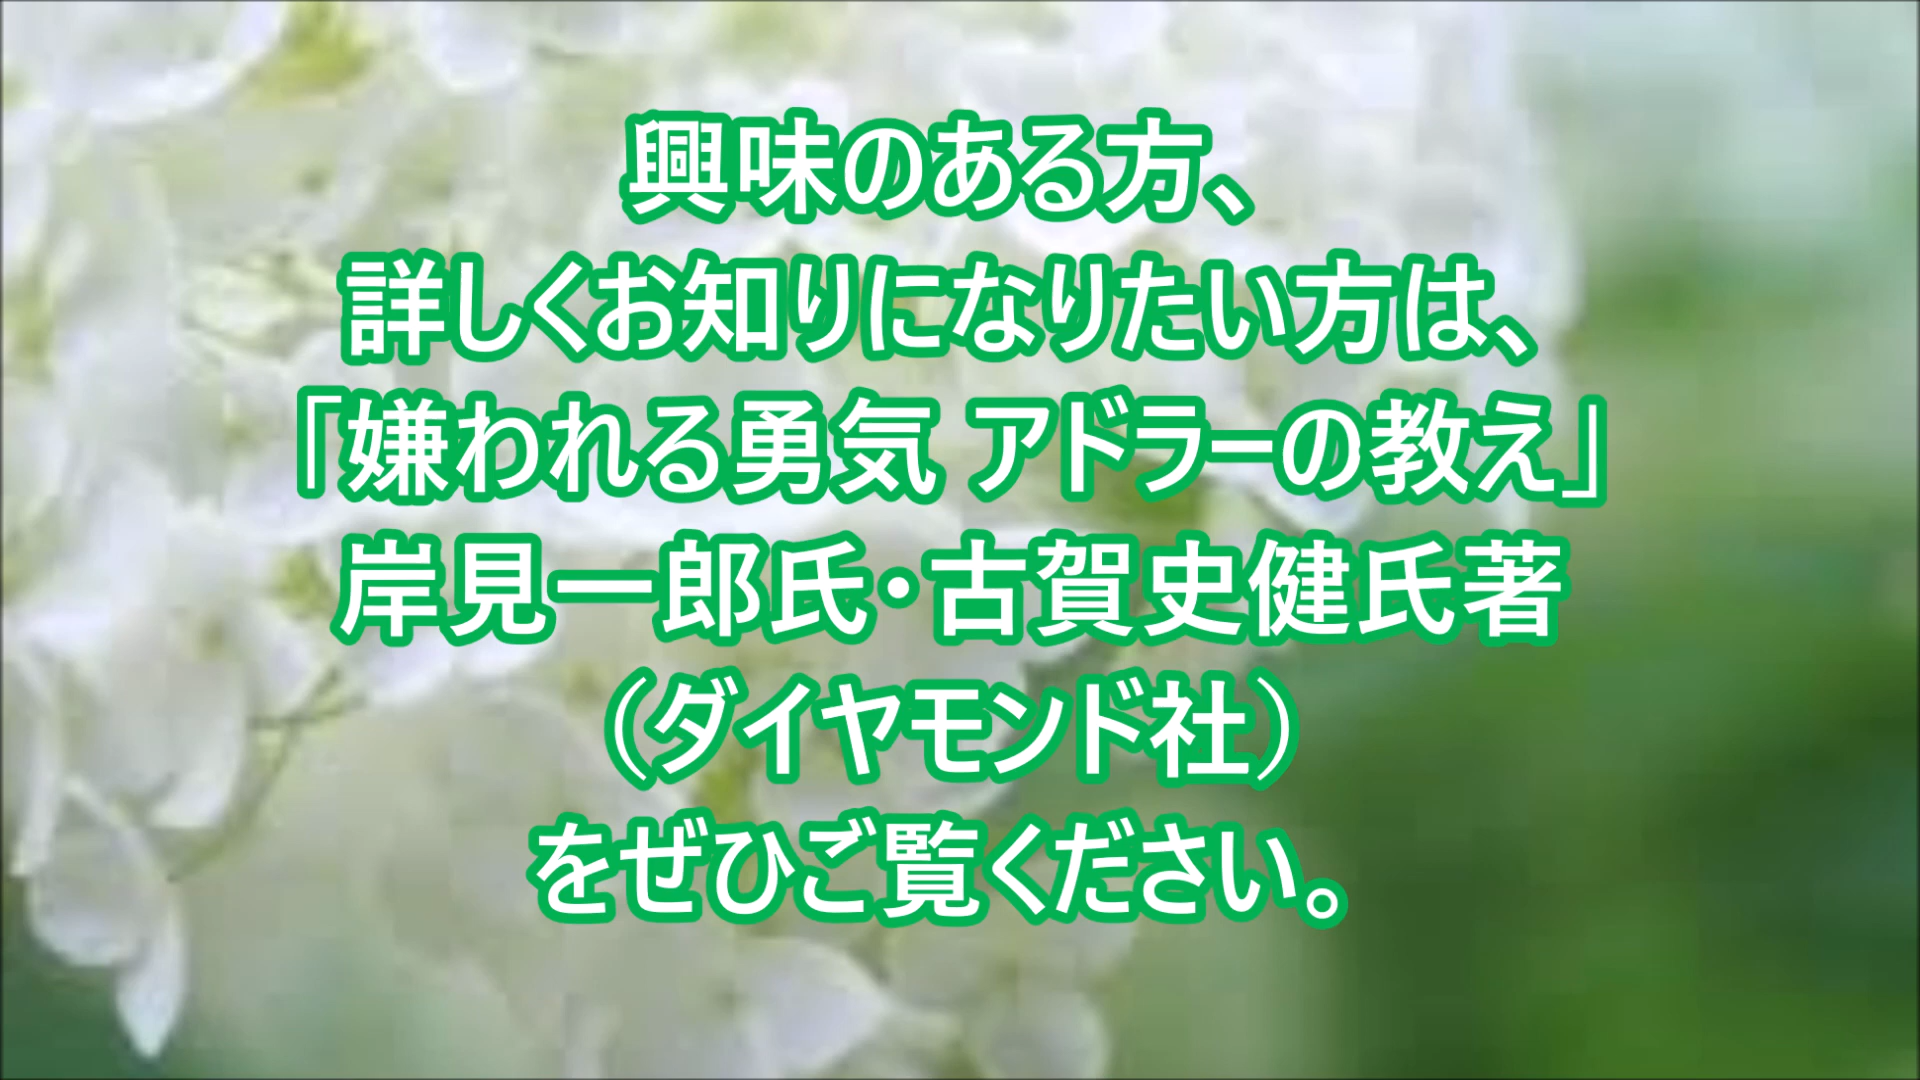 興味のある方、
詳しくお知りになりたい方は、
「嫌われる勇気 アドラーの教え」
岸見一郎氏・古賀史健氏著
（ダイヤモンド社）
をぜひご覧ください。